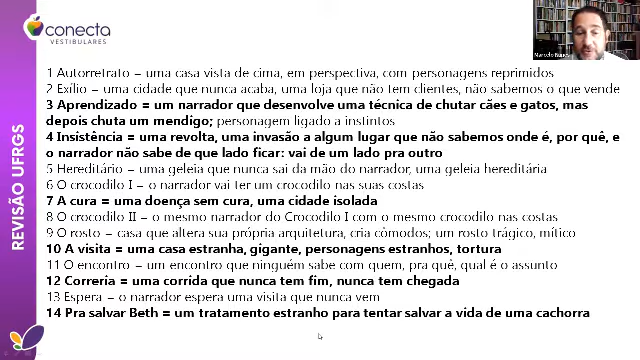 conecta
VESTIBULARES
Marcelo Nunes
REVISÃO UFRGS
1 Autorretrato = uma casa vista de cima, em perspectiva, com personagens reprimidos
2 Exílio = uma cidade que nunca acaba, uma loja que não tem clientes, não sabemos o que vende
3 Aprendizado = um narrador que desenvolve uma técnica de chutar cães e gatos, mas
depois chuta um mendigo; personagem ligado a instintos
4 Insistência = uma revolta, uma invasão a algum lugar que não sabemos onde é, por quê, e
o narrador não sabe de que lado ficar: vai de um lado pra outro
5 Hereditário = uma geleia que nunca sai da mão do narrador, uma geleia hereditária
6 O crocodilo I = o narrador vai ter um crocodilo nas suas costas
7 A cura = uma doença sem cura, uma cidade isolada
8 O crocodilo II = o mesmo narrador do Crocodilo I com o mesmo crocodilo nas costas
9 O rosto = casa que altera sua própria arquitetura, cria cômodos; um rosto trágico, mítico
10 A visita = uma casa estranha, gigante, personagens estranhos, tortura
11 O encontro = um encontro que ninguém sabe com quem, pra quê, qual é o assunto
12 Correria = uma corrida que nunca tem fim, nunca tem chegada
13 Espera = o narrador espera uma visita que nunca vem
14 Pra salvar Beth = um tratamento estranho para tentar salvar a vida de uma cachorra